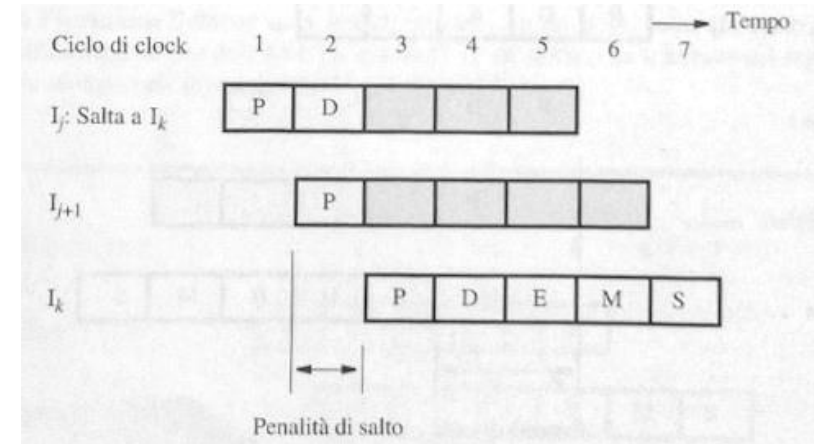 Tempo
Ciclo di clock 1 2 3 4 5 6 7
I_j: Salta a I_k P D
I_{j+1} P
I_k P D E M S
Penalità di salto